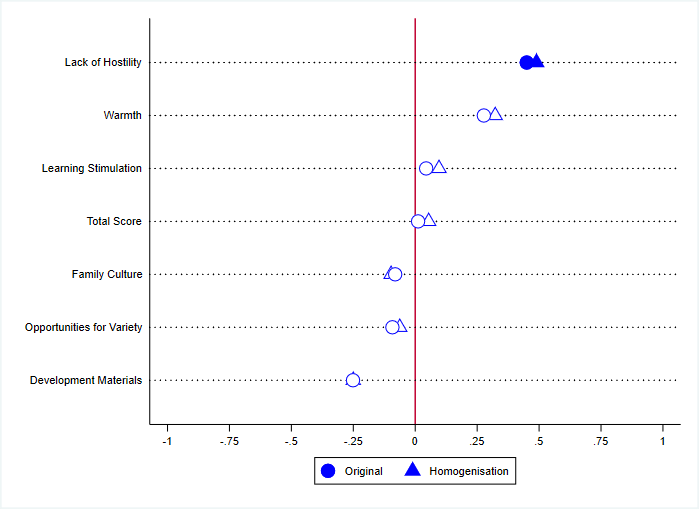 Lack of Hostility
Warmth
Learning Stimulation
Total Score
Family Culture
Opportunities for Variety
Development Materials
-1 -.75 -.5 -.25 0 .25 .5 .75 1
Original Homogenisation